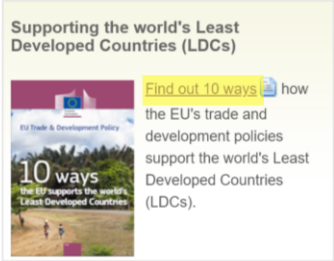 Supporting the world's Least
Developed Countries (LDCs)
Find out 10 ways how
the EU's trade and
development policies
support the world's Least
Developed Countries
(LDCs).
EU Trade & Development Policy
10 ways
the EU supports the world's
Least Developed Countries